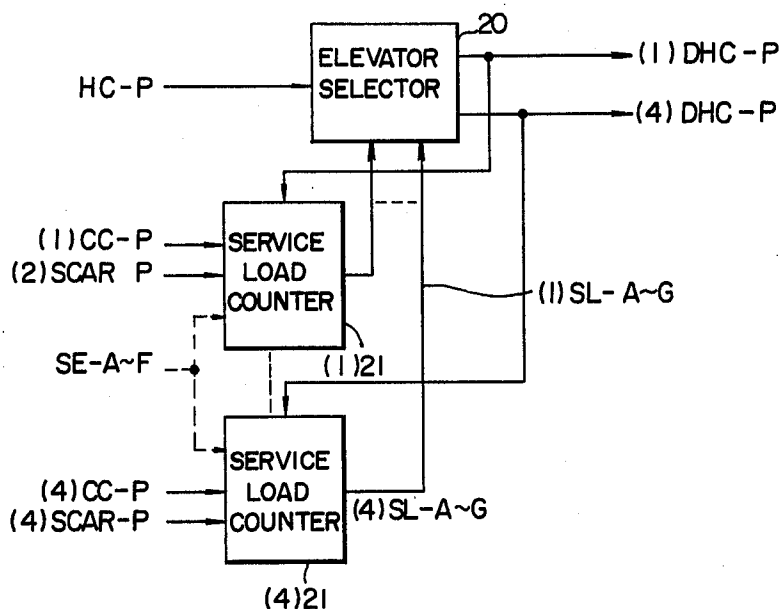 20
ELEVATOR
SELECTOR
HC-P
(1)DHC-P
(4)DHC-P
(1)CC-P
(2)SCAR P
SERVICE
LOAD
COUNTER
(1)SL-A~G
(1)21
SE-A~F
SERVICE
LOAD
COUNTER
(4)CC-P
(4)SCAR-P
(4)SL-A~G
(4)21